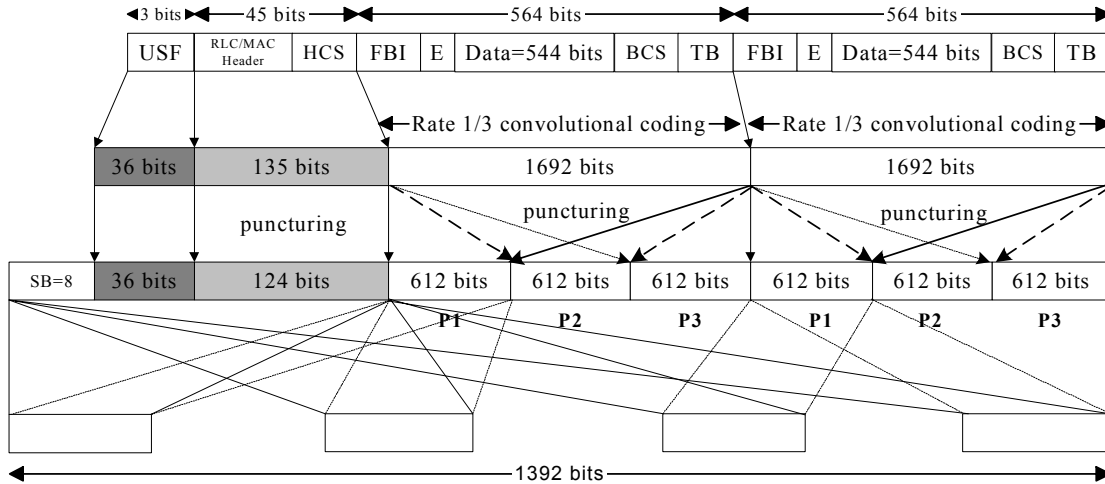 3 bits 45 bits 564 bits 564 bits
USF RLC/MAC Header HCS FBI E Data=544 bits BCS TB FBI E Data=544 bits BCS TB
Rate 1/3 convolutional coding Rate 1/3 convolutional coding
36 bits 135 bits 1692 bits 1692 bits
puncturing puncturing puncturing
SB=8 36 bits 124 bits 612 bits 612 bits 612 bits 612 bits 612 bits 612 bits
P1 P2 P3 P1 P2 P3
1392 bits